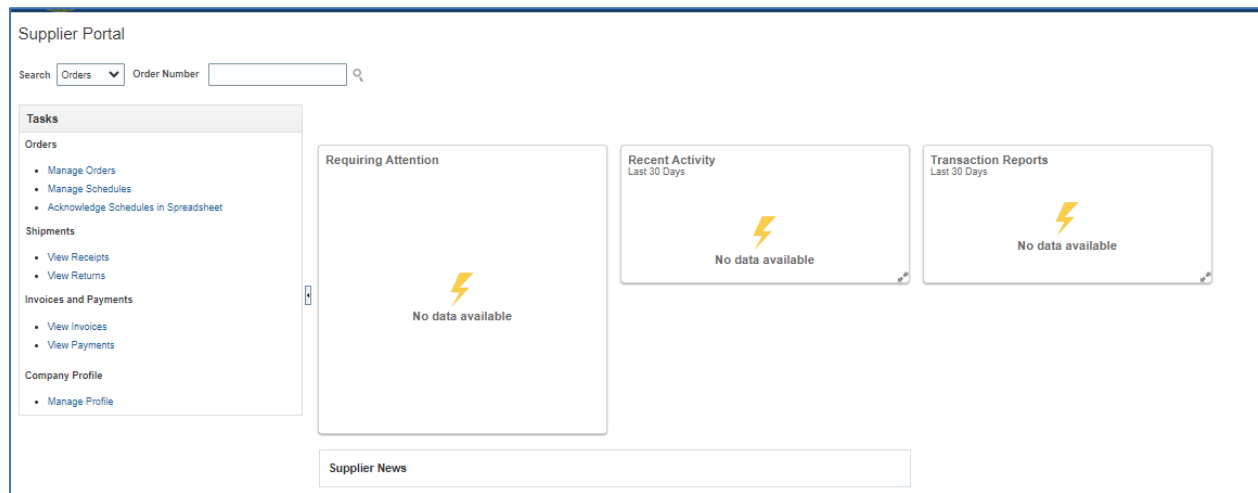 Supplier Portal
Search Orders Order Number
Tasks
Orders
Manage Orders
Manage Schedules
Acknowledge Schedules in Spreadsheet
Shipments
View Receipts
View Returns
Invoices and Payments
View Invoices
View Payments
Company Profile
Manage Profile
Requiring Attention
No data available
Recent Activity
Last 30 Days
No data available
Transaction Reports
Last 30 Days
No data available
Supplier News